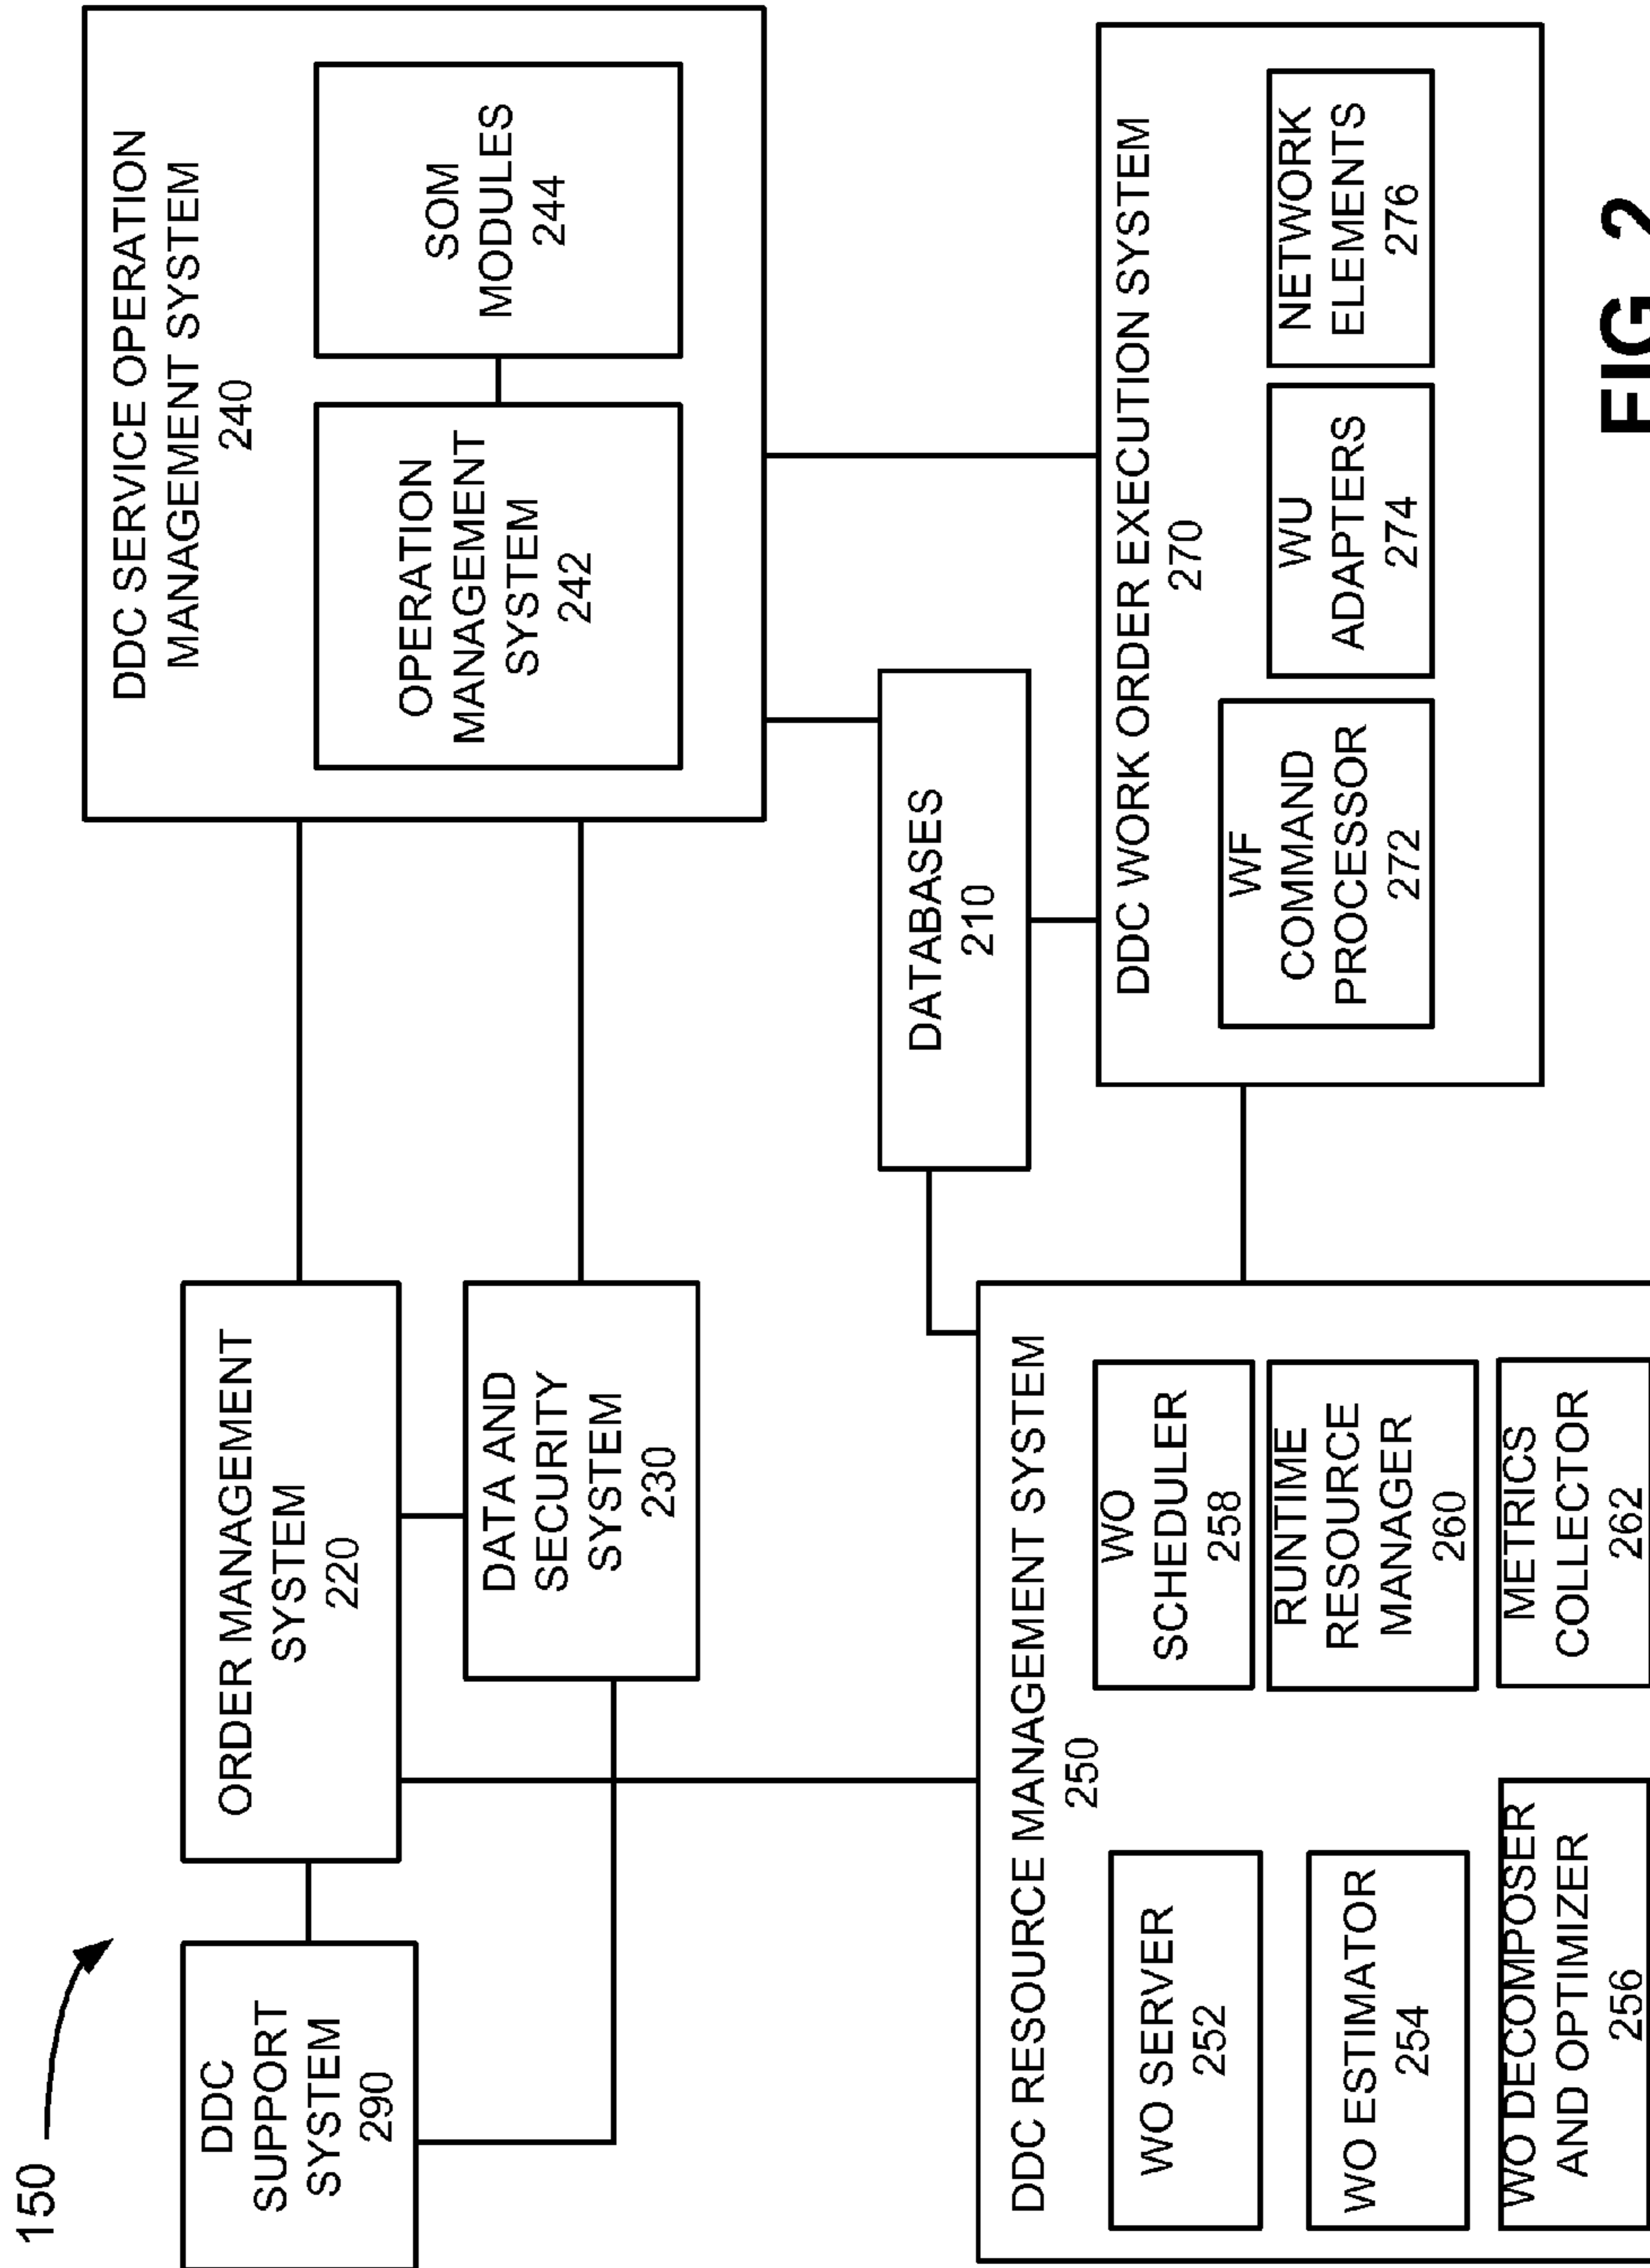 150
DDC
SUPPORT
SYSTEM
290
ORDER MANAGEMENT
SYSTEM
220
DATA AND
SECURITY
SYSTEM
230
DDC SERVICE OPERATION
MANAGEMENT SYSTEM
240
OPERATION
MANAGEMENT
SYSTEM
242
SOM
MODULES
244
DATABASES
210
DDC RESOURCE MANAGEMENT SYSTEM
250
WO SERVER
252
WO ESTIMATOR
254
WO DECOMPOSER
AND OPTIMIZER
256
WO
SCHEDULER
258
RUNTIME
RESOURCE
MANAGER
260
METRICS
COLLECTOR
262
DDC WORK ORDER EXECUTION SYSTEM
270
WF
COMMAND
PROCESSOR
272
WU
ADAPTERS
274
NETWORK
ELEMENTS
276
FIG. 2